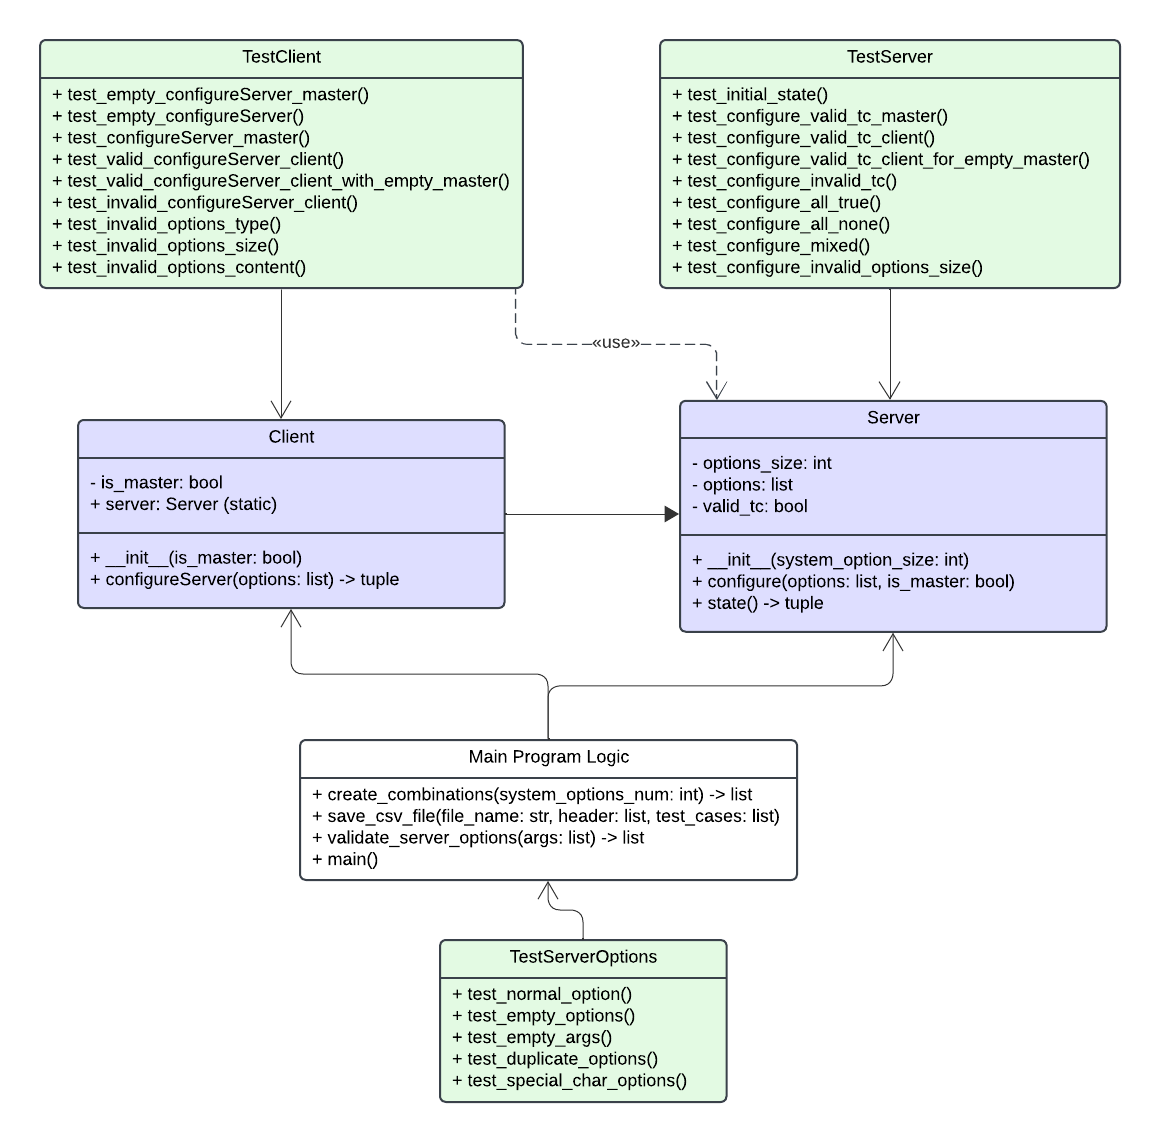 TestClient
+ test_empty_configureServer_master()
+ test_empty_configureServer()
+ test_configureServer_master()
+ test_valid_configureServer_client()
+ test_valid_configureServer_client_with_empty_master()
+ test_invalid_configureServer_client()
+ test_invalid_options_type()
+ test_invalid_options_size()
+ test_invalid_options_content()
TestServer
+ test_initial_state()
+ test_configure_valid_tc_master()
+ test_configure_valid_tc_client()
+ test_configure_valid_tc_client_for_empty_master()
+ test_configure_invalid_tc()
+ test_configure_all_true()
+ test_configure_all_none()
+ test_configure_mixed()
+ test_configure_invalid_options_size()
«use»
Client
- is_master: bool
+ server: Server (static)
+ __init__(is_master: bool)
+ configureServer(options: list) -> tuple
Server
- options_size: int
- options: list
- valid_tc: bool
+ __init__(system_option_size: int)
+ configure(options: list, is_master: bool)
+ state() -> tuple
Main Program Logic
+ create_combinations(system_options_num: int) -> list
+ save_csv_file(file_name: str, header: list, test_cases: list)
+ validate_server_options(args: list) -> list
+ main()
TestServerOptions
+ test_normal_option()
+ test_empty_options()
+ test_empty_args()
+ test_duplicate_options()
+ test_special_char_options()